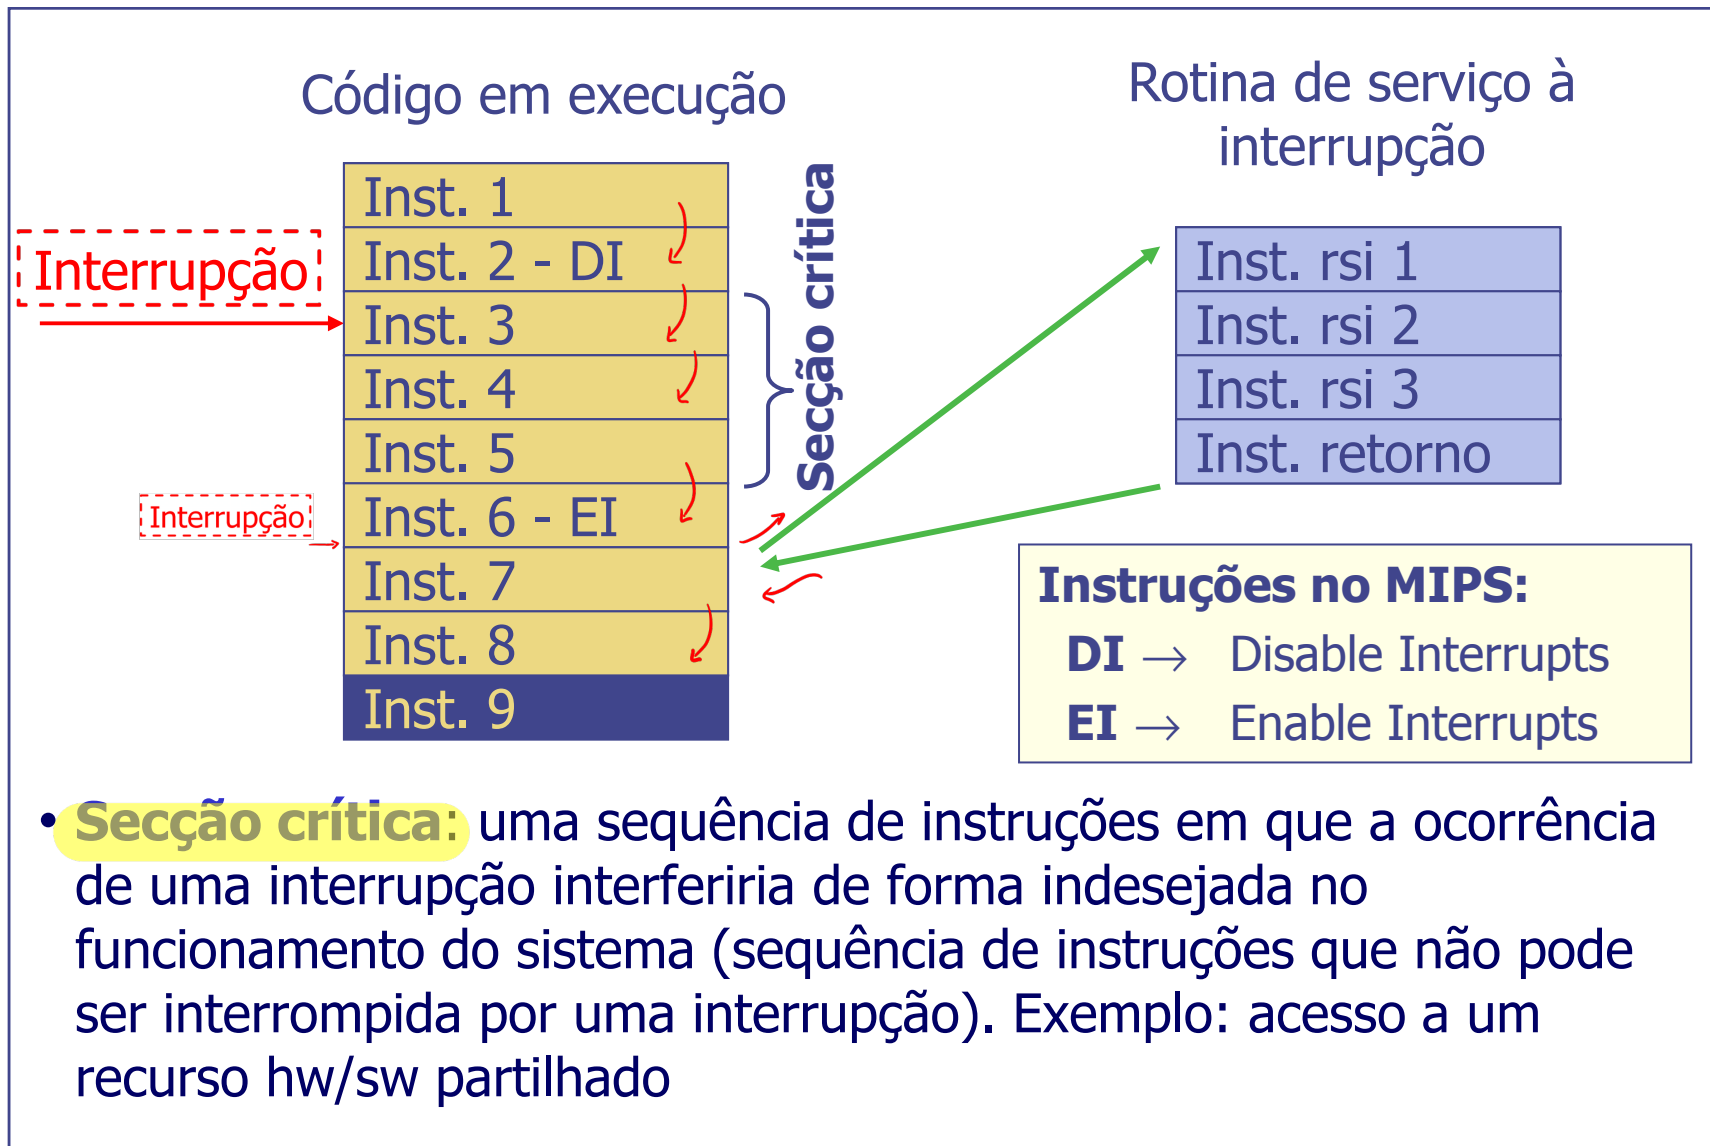 Código em execução
Rotina de serviço à
interrupção
Inst. 1
Inst. 2 - DI
Inst. 3
Inst. 4
Inst. 5
Inst. 6 - EI
Inst. 7
Inst. 8
Inst. 9
Interrupção
Interrupção
Secção crítica
Inst. rsi 1
Inst. rsi 2
Inst. rsi 3
Inst. retorno
Instruções no MIPS:
DI → Disable Interrupts
EI → Enable Interrupts
• Secção crítica: uma sequência de instruções em que a ocorrência
de uma interrupção interferiria de forma indesejada no
funcionamento do sistema (sequência de instruções que não pode
ser interrompida por uma interrupção). Exemplo: acesso a um
recurso hw/sw partilhado